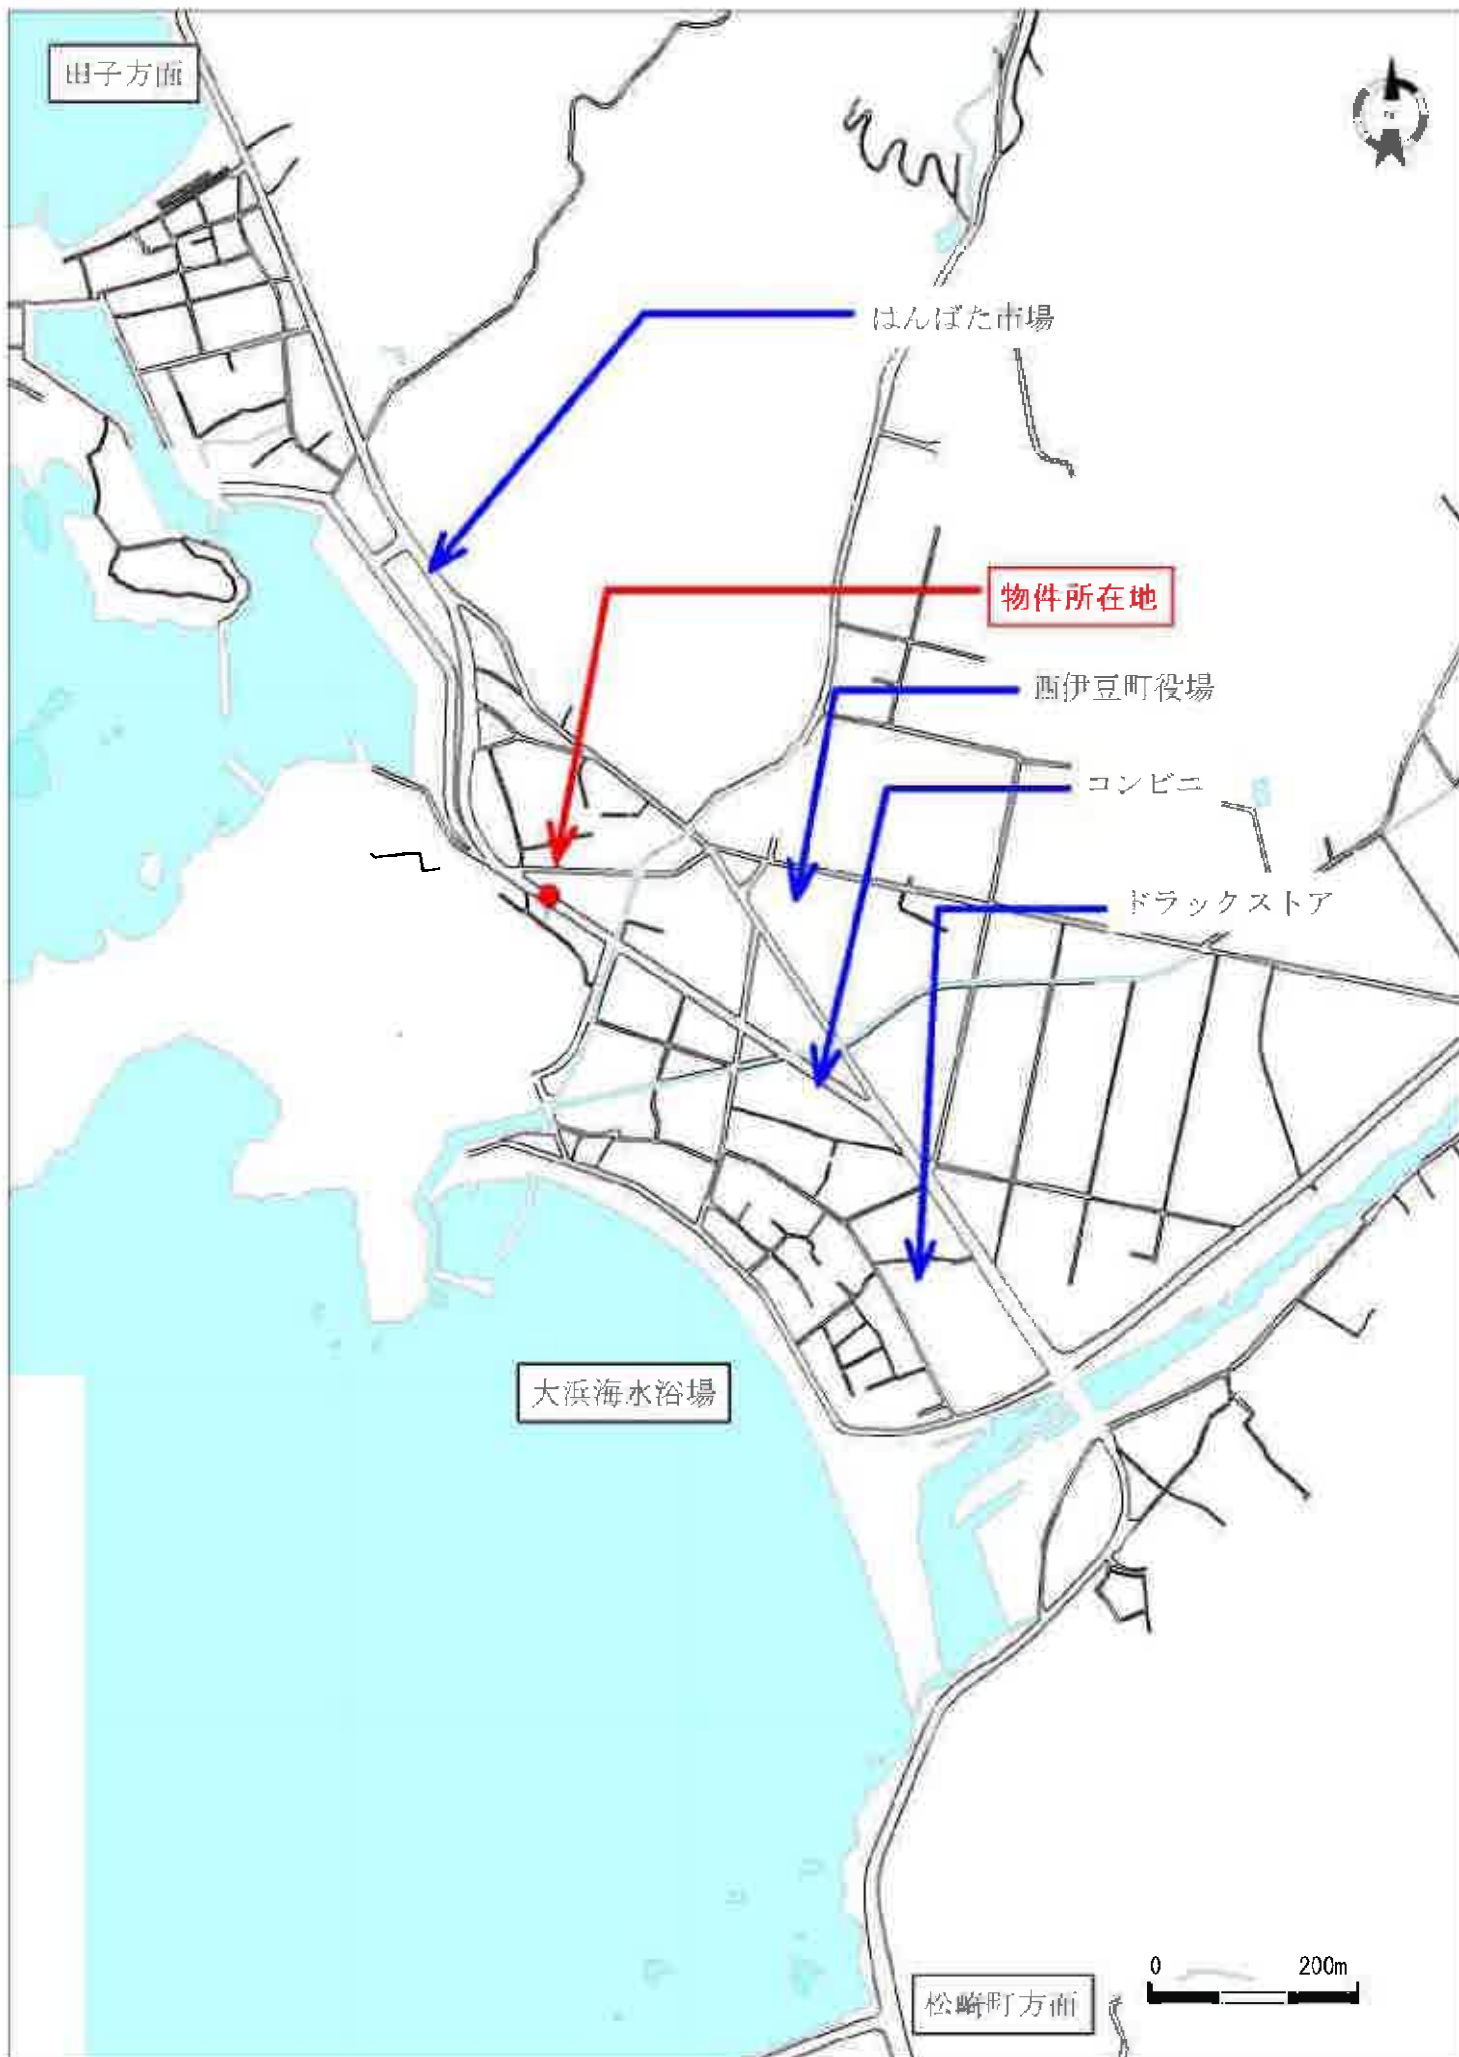 田子方面
はんばた市場
物件所在地
西伊豆町役場
コンビニ
ドラックストア
大浜海水浴場
0 200m
松崎町方面